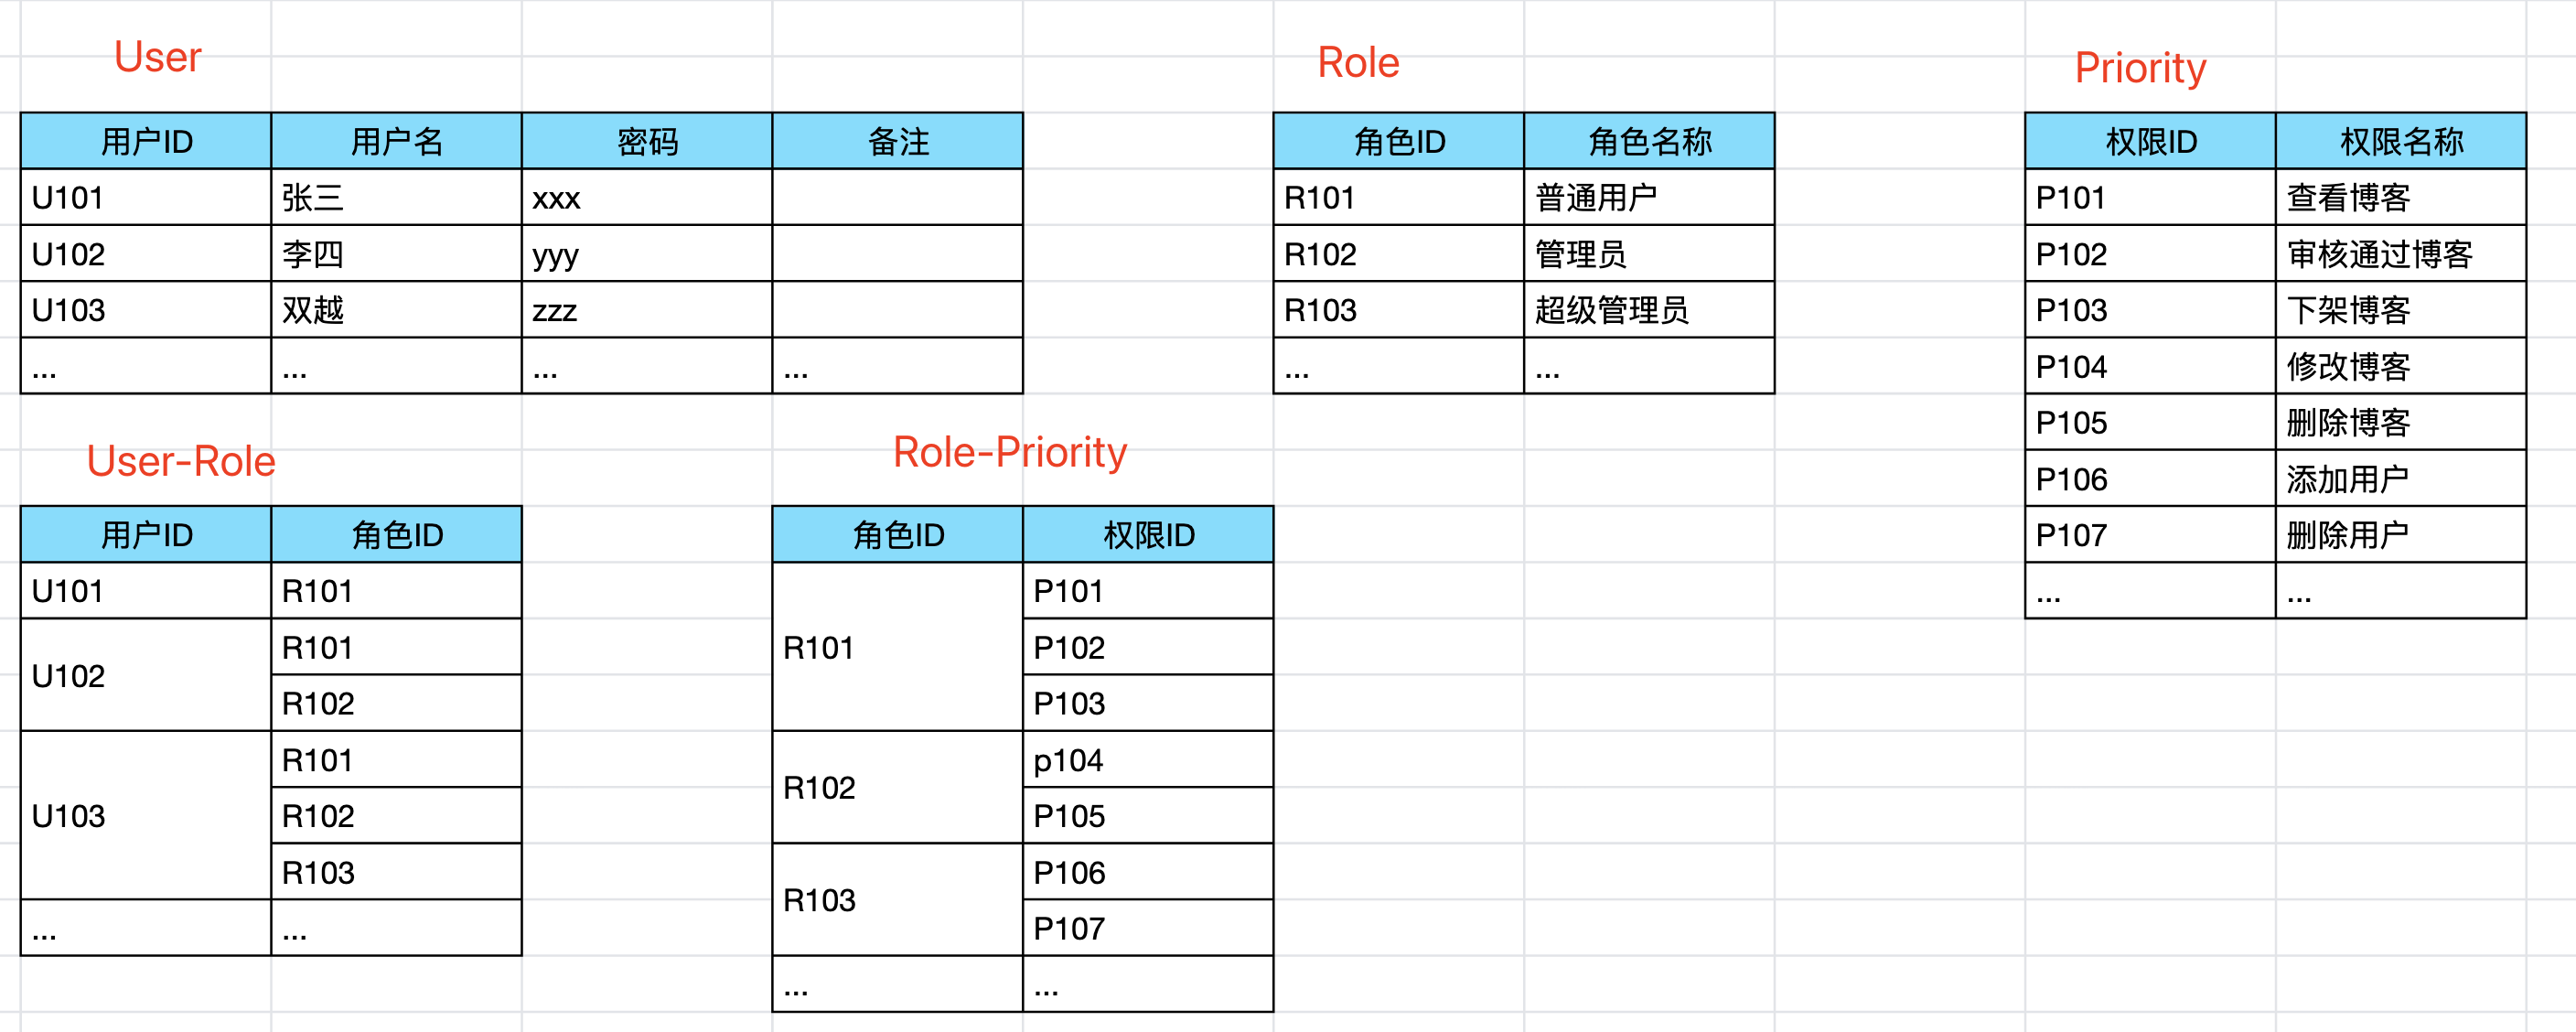 User
用户ID 用户名 密码 备注
U101 张三 xxx
U102 李四 yyy
U103 双越 zzz
... ... ... ...
Role
角色ID 角色名称
R101 普通用户
R102 管理员
R103 超级管理员
... ...
Priority
权限ID 权限名称
P101 查看博客
P102 审核通过博客
P103 下架博客
P104 修改博客
P105 删除博客
P106 添加用户
P107 删除用户
... ...
User-Role
用户ID 角色ID
U101 R101
U102 R101
R102
U103 R101
R102
R103
... ...
Role-Priority
角色ID 权限ID
R101 P101
P102
P103
R102 p104
P105
R103 P106
P107
... ...